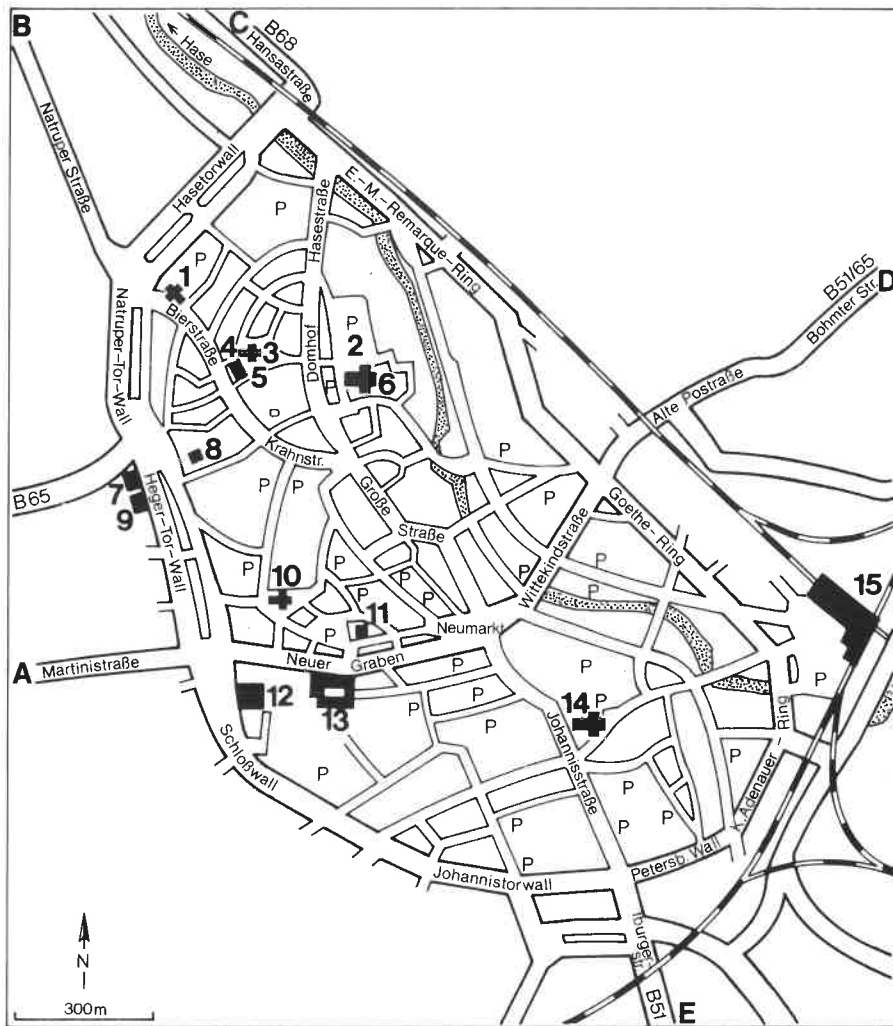 B
C
B68
Hansastraße
Hase
Natruper Straße
Hasetorwall
P
Hasestraße
E.-M.-Remarque-Ring
1
P
Bierstraße
Natruper-Tor-Wall
4
3
5
Domhof
P
2
6
P
P
B51/65
Bohmter Str.
D
Alte Poststraße
8
Krahnstr.
7
9
B65
Heger-Tor-Wall
P
P
Große
Straße
P
P
Goethe-Ring
Wittekindstraße
P
P
P
P
P
P
P
10
P
11
P
Neumarkt
15
A
Martinistraße
Neuer Graben
P
P
P
12
13
P
14
P
P
Schloßwall
P
Johannisstraße
K.Adenauer-Ring
P
P
P
P
P
P
P
Petersb. Wall
Johannistorwall
Iburger-
str.
B51
E
N
300m